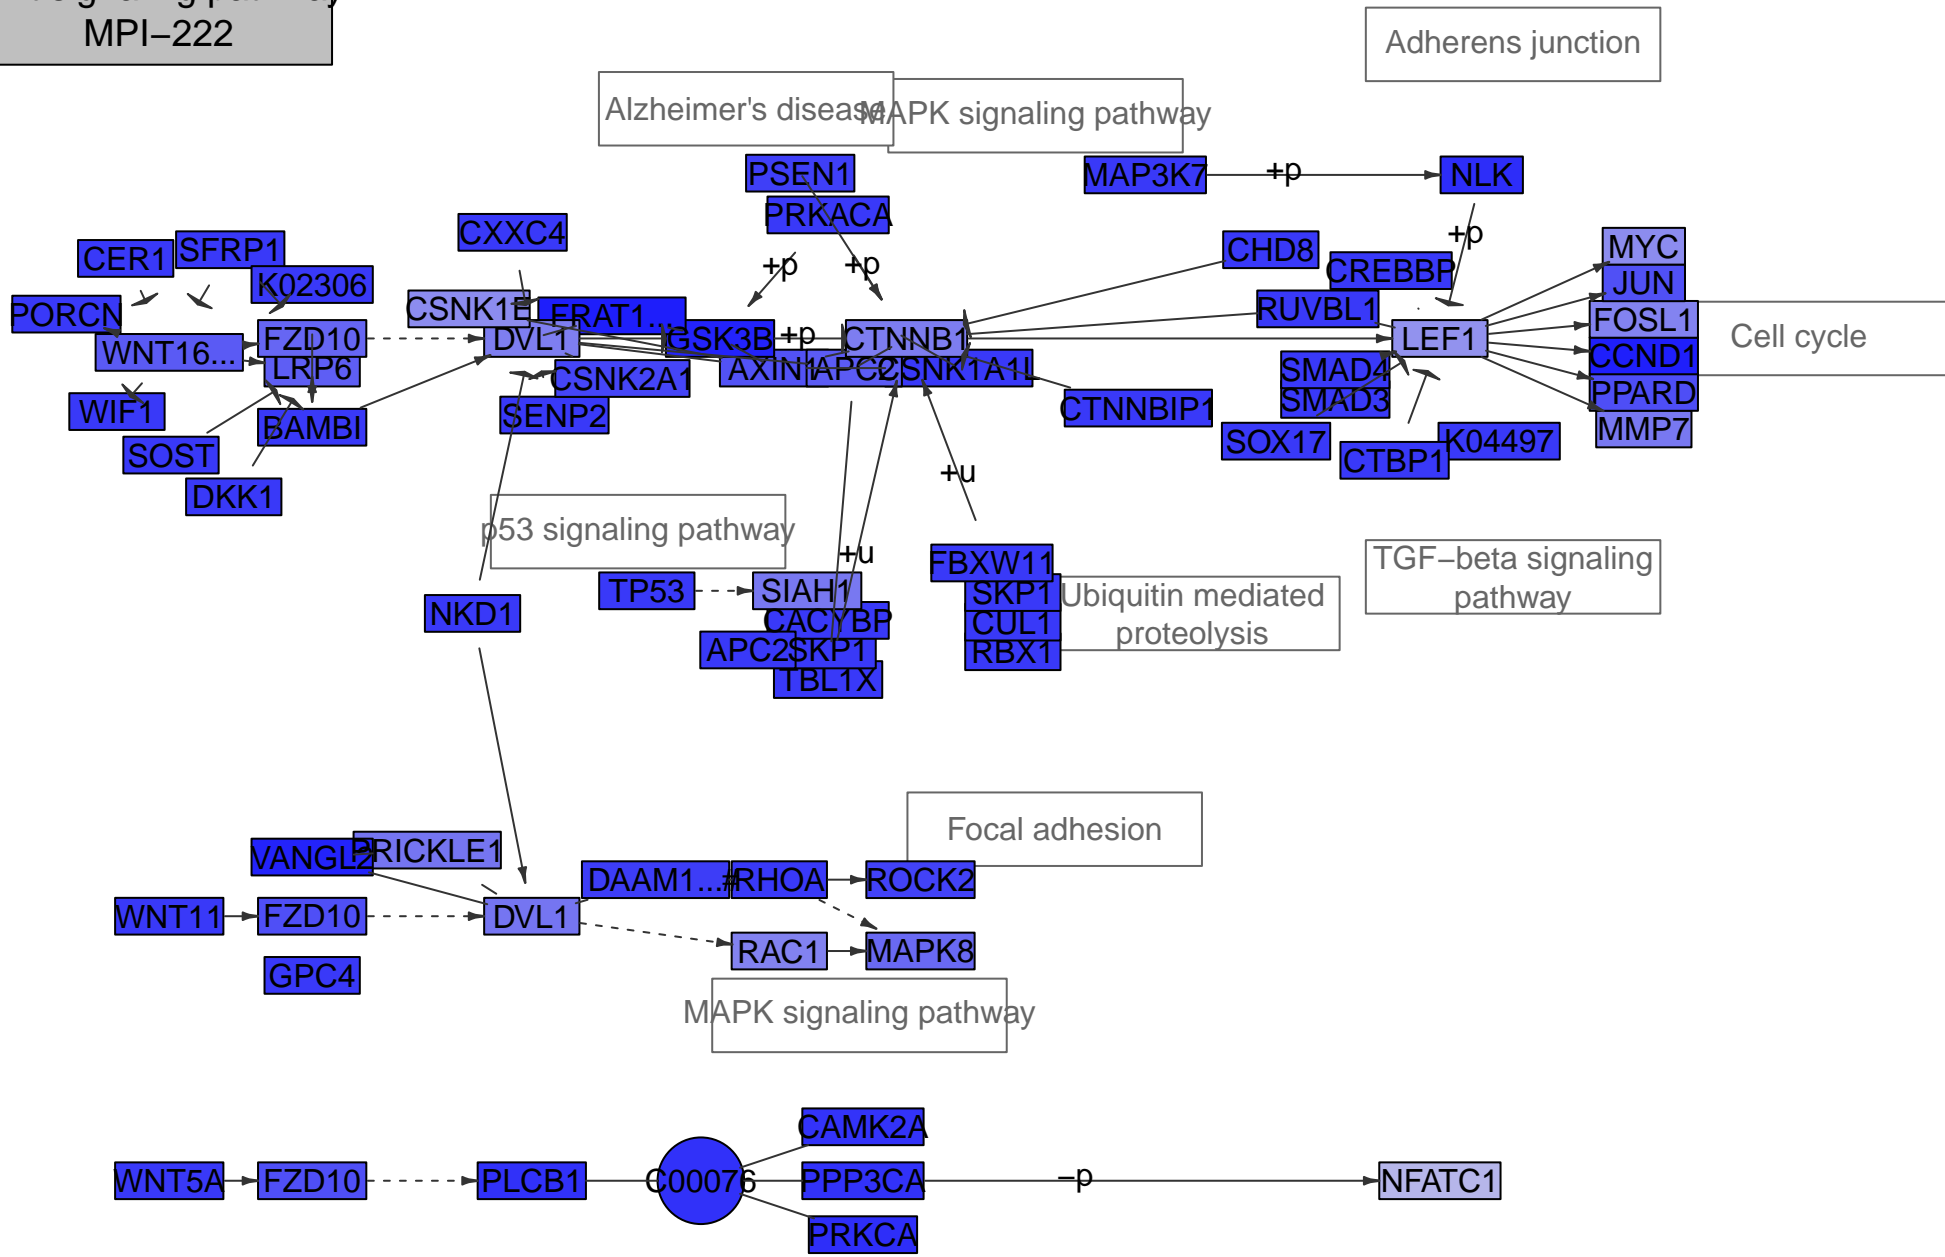 signaling pathway
MPI−222
Adherens junction
Alzheimer's disease
MAPK signaling pathway
PSEN1
MAP3K7
+p
NLK
PRKACA
CXXC4
CER1
SFRP1
K02306
+p
+p
CHD8
CREBBP
+p
MYC
JUN
PORCN
CSNK1E
FRAT1...
RUVBL1
FOSL1
WNT16...
FZD10
DVL1
GSK3B
+p
CTNNB1
LEF1
Cell cycle
CCND1
LRP6
AXIN1
APC2
CSNK1A1L
SMAD4
CSNK2A1
PPARD
SMAD3
WIF1
SENP2
CTNNBIP1
BAMBI
MMP7
SOST
SOX17
CTBP1
K04497
DKK1
+u
p53 signaling pathway
+u
FBXW11
TGF−beta signaling
pathway
TP53
SIAH1
SKP1
Ubiquitin mediated
proteolysis
NKD1
CACYBP
CUL1
APC2
SKP1
RBX1
TBL1X
Focal adhesion
VANGL2
PRICKLE1
DAAM1...
#
RHOA
ROCK2
WNT11
FZD10
DVL1
RAC1
MAPK8
GPC4
MAPK signaling pathway
CAMK2A
WNT5A
FZD10
PLCB1
C00076
PPP3CA
−p
NFATC1
PRKCA